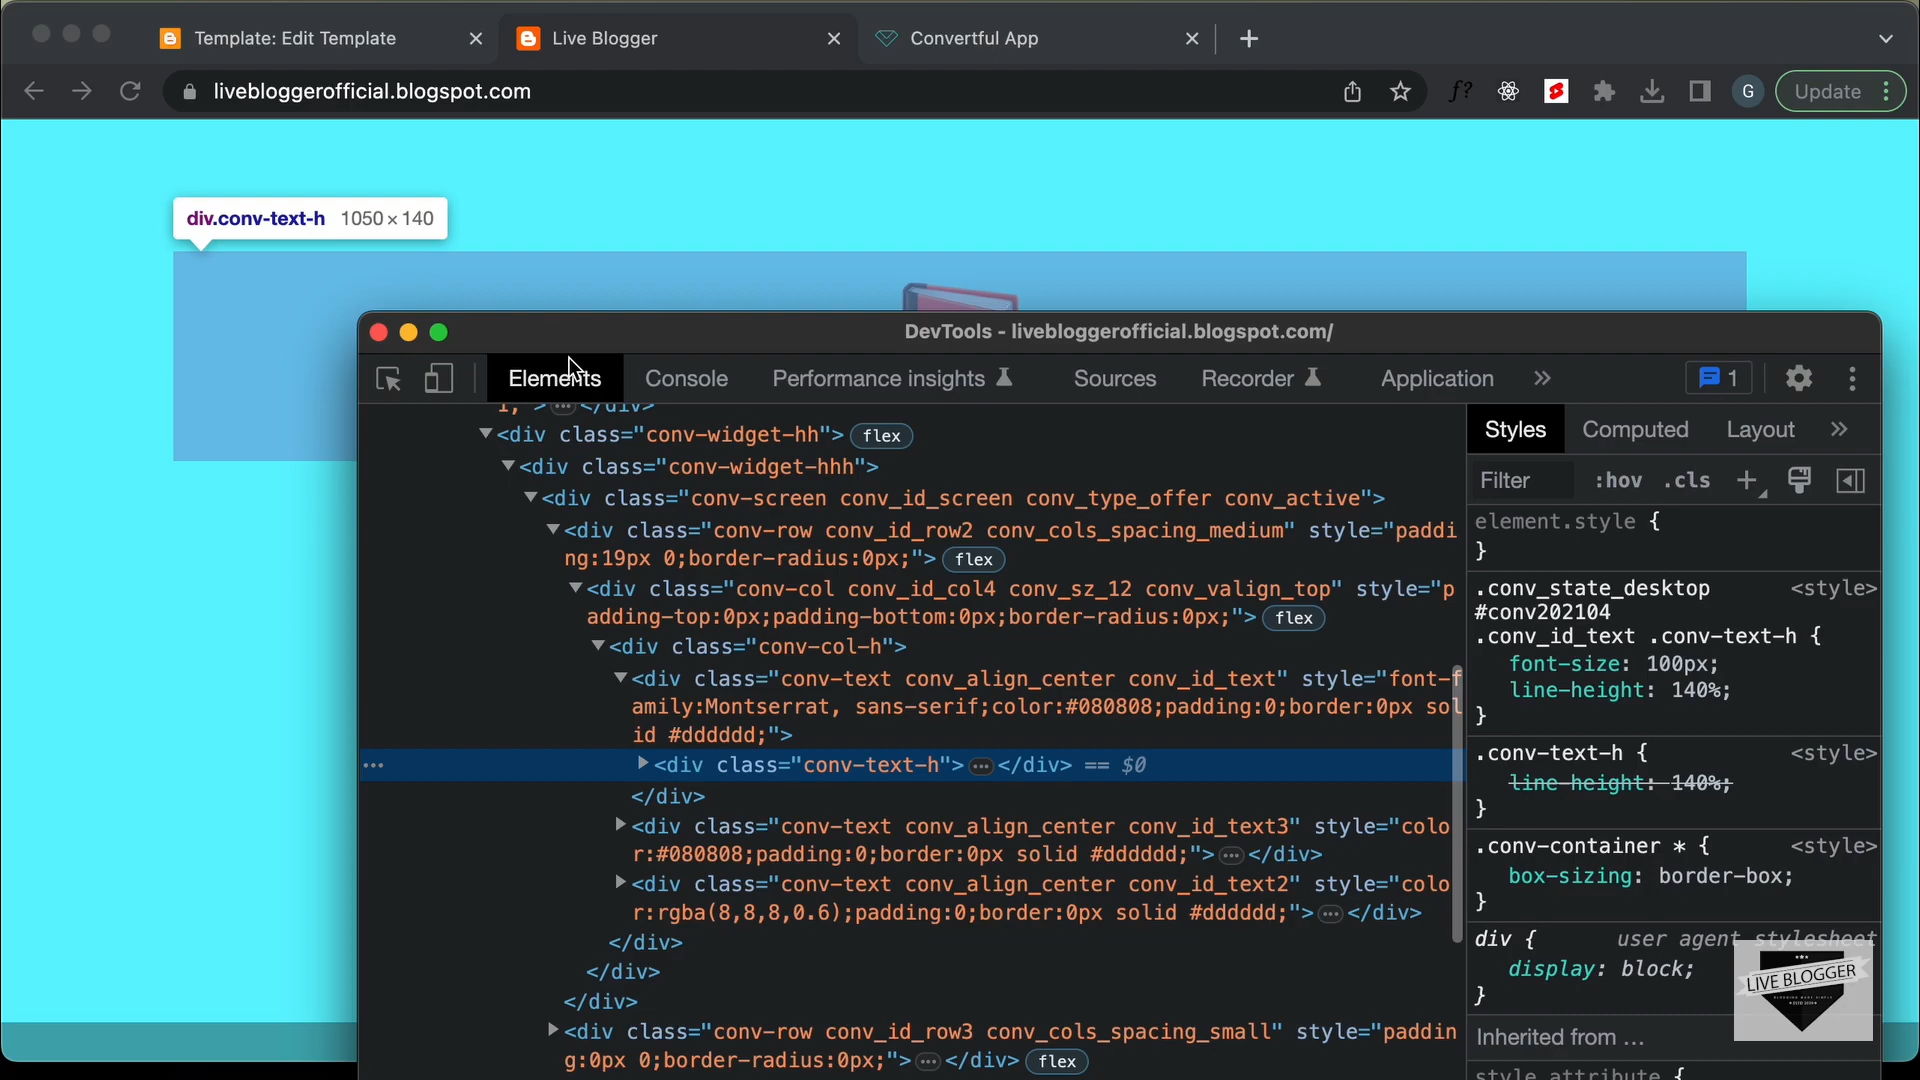 Template: Edit Template
Live Blogger
Convertful App
livebloggerofficial.blogspot.com
f?
G
Update
div.conv-text-h 1050 × 140
DevTools - livebloggerofficial.blogspot.com/
Elements
Console
Performance insights
Sources
Recorder
Application
1
1, ">…</div>
<div class="conv-widget-hh"> flex
<div class="conv-widget-hhh">
<div class="conv-screen conv_id_screen conv_type_offer conv_active">
<div class="conv-row conv_id_row2 conv_cols_spacing_medium" style="paddi
ng:19px 0;border-radius:0px;"> flex
<div class="conv-col conv_id_col4 conv_sz_12 conv_valign_top" style="p
adding-top:0px;padding-bottom:0px;border-radius:0px;"> flex
<div class="conv-col-h">
<div class="conv-text conv_align_center conv_id_text" style="font-f
amily:Montserrat, sans-serif;color:#080808;padding:0;border:0px sol
id #dddddd;">
<div class="conv-text-h">…</div> == $0
</div>
<div class="conv-text conv_align_center conv_id_text3" style="colo
r:#080808;padding:0;border:0px solid #dddddd;">…</div>
<div class="conv-text conv_align_center conv_id_text2" style="colo
r:rgba(8,8,8,0.6);padding:0;border:0px solid #dddddd;">…</div>
</div>
</div>
</div>
<div class="conv-row conv_id_row3 conv_cols_spacing_small" style="paddin
g:0px 0;border-radius:0px;">…</div> flex
Styles
Computed
Layout
Filter
:hov .cls
element.style {
}
.conv_state_desktop <style>
#conv202104
.conv_id_text .conv-text-h {
font-size: 100px;
line-height: 140%;
}
.conv-text-h { <style>
line-height: 140%;
}
.conv-container * { <style>
box-sizing: border-box;
}
div { user agent stylesheet
display: block;
}
Inherited from …
style attribute {
LIVE BLOGGER